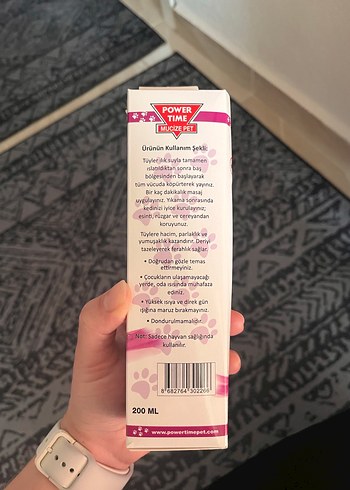 POWER
TIME
MUCİZE PET
Ürünün Kullanım Şekli:
Tüyler ılık suyla tamamen
ıslatıldıktan sonra baş
bölgesinden başlayarak
tüm vücuda köpürterek yayınız.
Bir kaç dakikalık masaj
uygulayınız. Yıkama sonrasında
kedinizi iyice kurulayınız;
esinti, rüzgar ve cereyandan
koruyunuz.
Tüylere hacim, parlaklık ve
yumuşaklık kazandırır. Deriyi
tazeleyerek ferahlık sağlar.
• Doğrudan gözle temas
ettirmeyiniz.
• Çocukların ulaşamayacağı
yerde, oda ısısında muhafaza
ediniz.
• Yüksek ısıya ve direk gün
ışığına maruz bırakmayınız.
• Dondurulmamalıdır.
Not: Sadece hayvan sağlığında
kullanılır.
8 682764 302268
200 ML
www.powertimepet.com